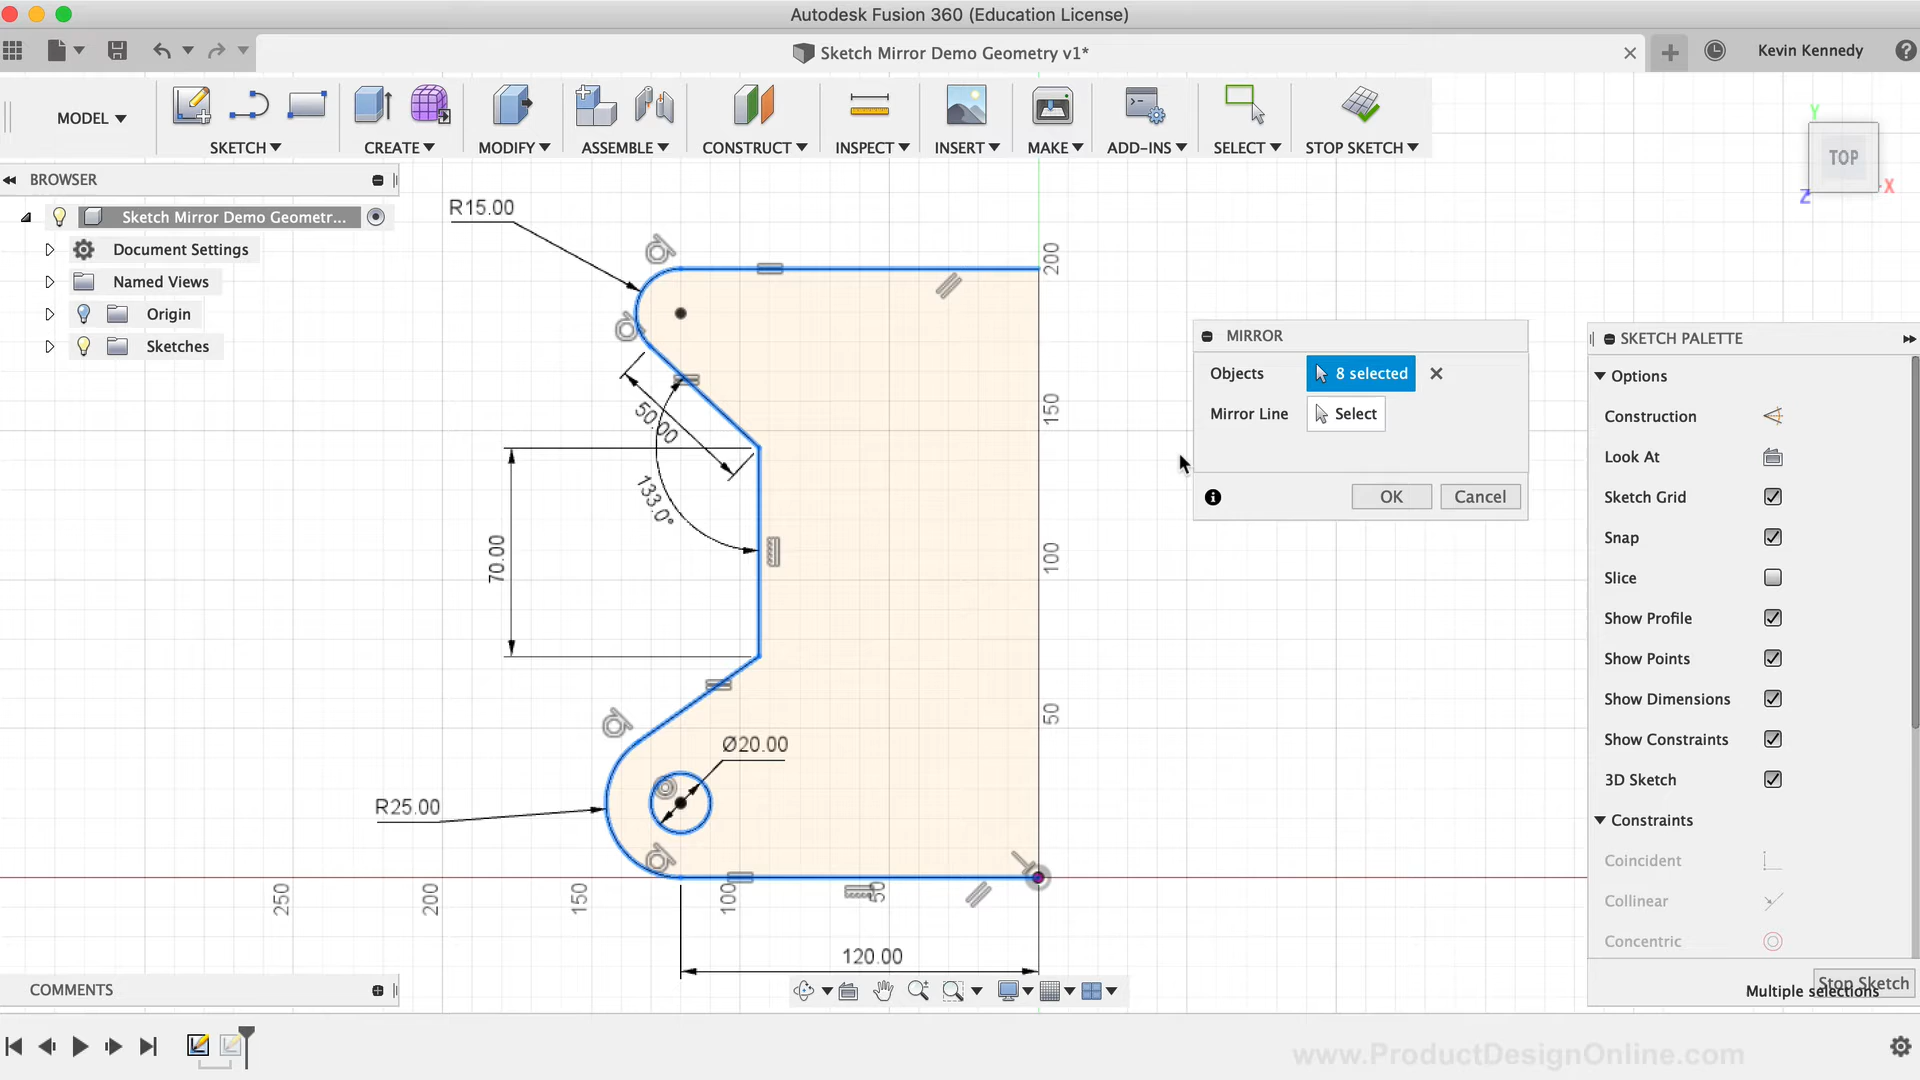 Autodesk Fusion 360 (Education License)
Sketch Mirror Demo Geometry v1*
Kevin Kennedy
MODEL
SKETCH
CREATE
MODIFY
ASSEMBLE
CONSTRUCT
INSPECT
INSERT
MAKE
ADD-INS
SELECT
STOP SKETCH
Y
TOP
X
Z
BROWSER
Sketch Mirror Demo Geometr...
Document Settings
Named Views
Origin
Sketches
R15.00
200
50.00
150
133.0°
70.00
100
50
Ø20.00
R25.00
250
200
150
100
50
120.00
MIRROR
Objects
8 selected
Mirror Line
Select
OK
Cancel
SKETCH PALETTE
Options
Construction
Look At
Sketch Grid
Snap
Slice
Show Profile
Show Points
Show Dimensions
Show Constraints
3D Sketch
Constraints
Coincident
Collinear
Concentric
Stop Sketch
Multiple selections
COMMENTS
www.ProductDesignOnline.com